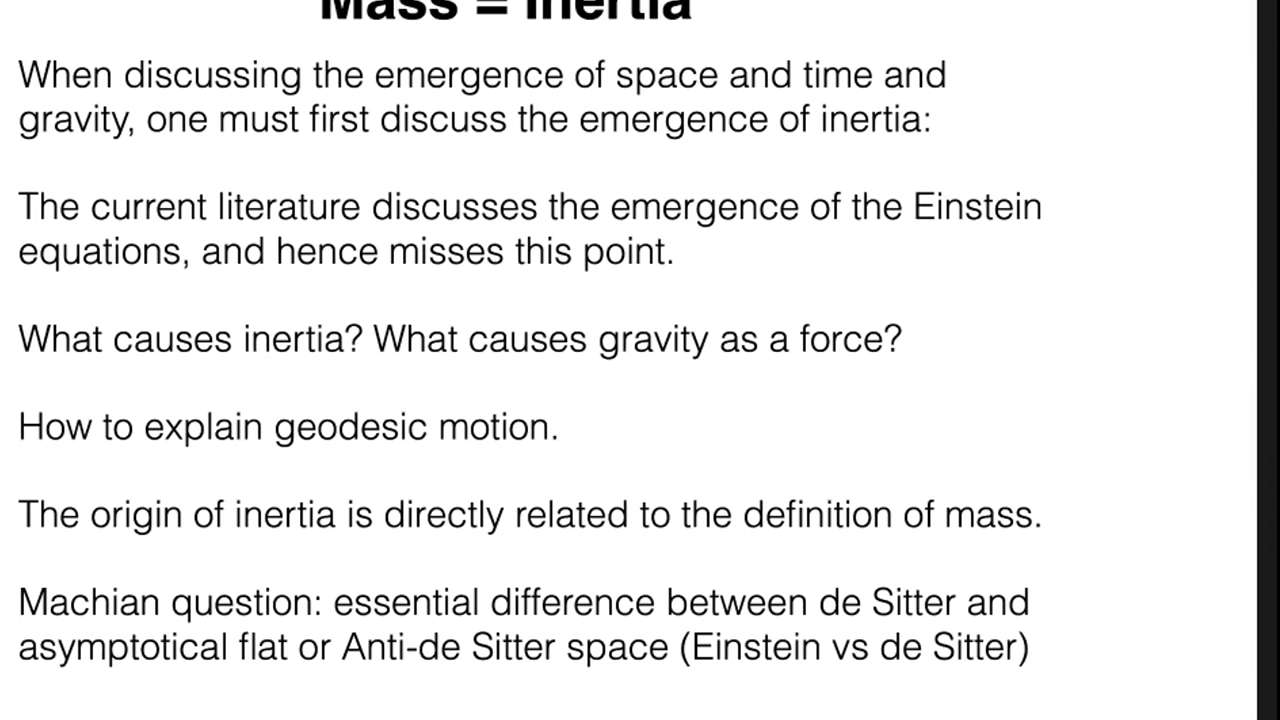 Mass = Inertia
When discussing the emergence of space and time and
gravity, one must first discuss the emergence of inertia:
The current literature discusses the emergence of the Einstein
equations, and hence misses this point.
What causes inertia? What causes gravity as a force?
How to explain geodesic motion.
The origin of inertia is directly related to the definition of mass.
Machian question: essential difference between de Sitter and
asymptotical flat or Anti-de Sitter space (Einstein vs de Sitter)